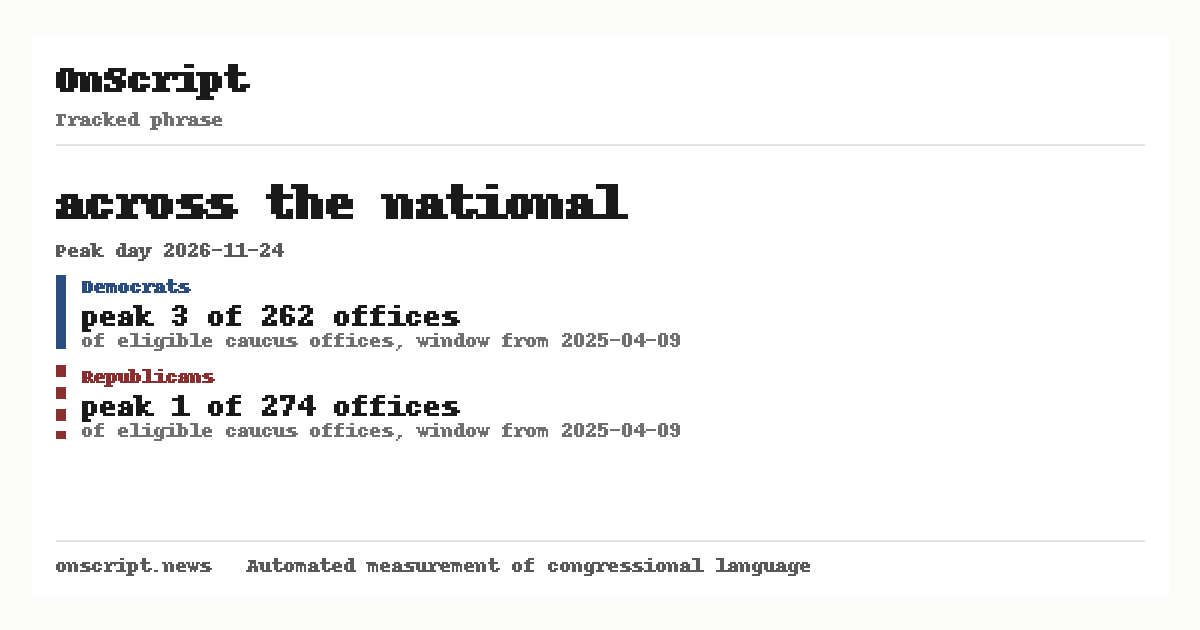 OnScript
Tracked phrase
across the national
Peak day 2026-11-24
Democrats
peak 3 of 262 offices
of eligible caucus offices, window from 2025-04-09
Republicans
peak 1 of 274 offices
of eligible caucus offices, window from 2025-04-09
onscript.news Automated measurement of congressional language